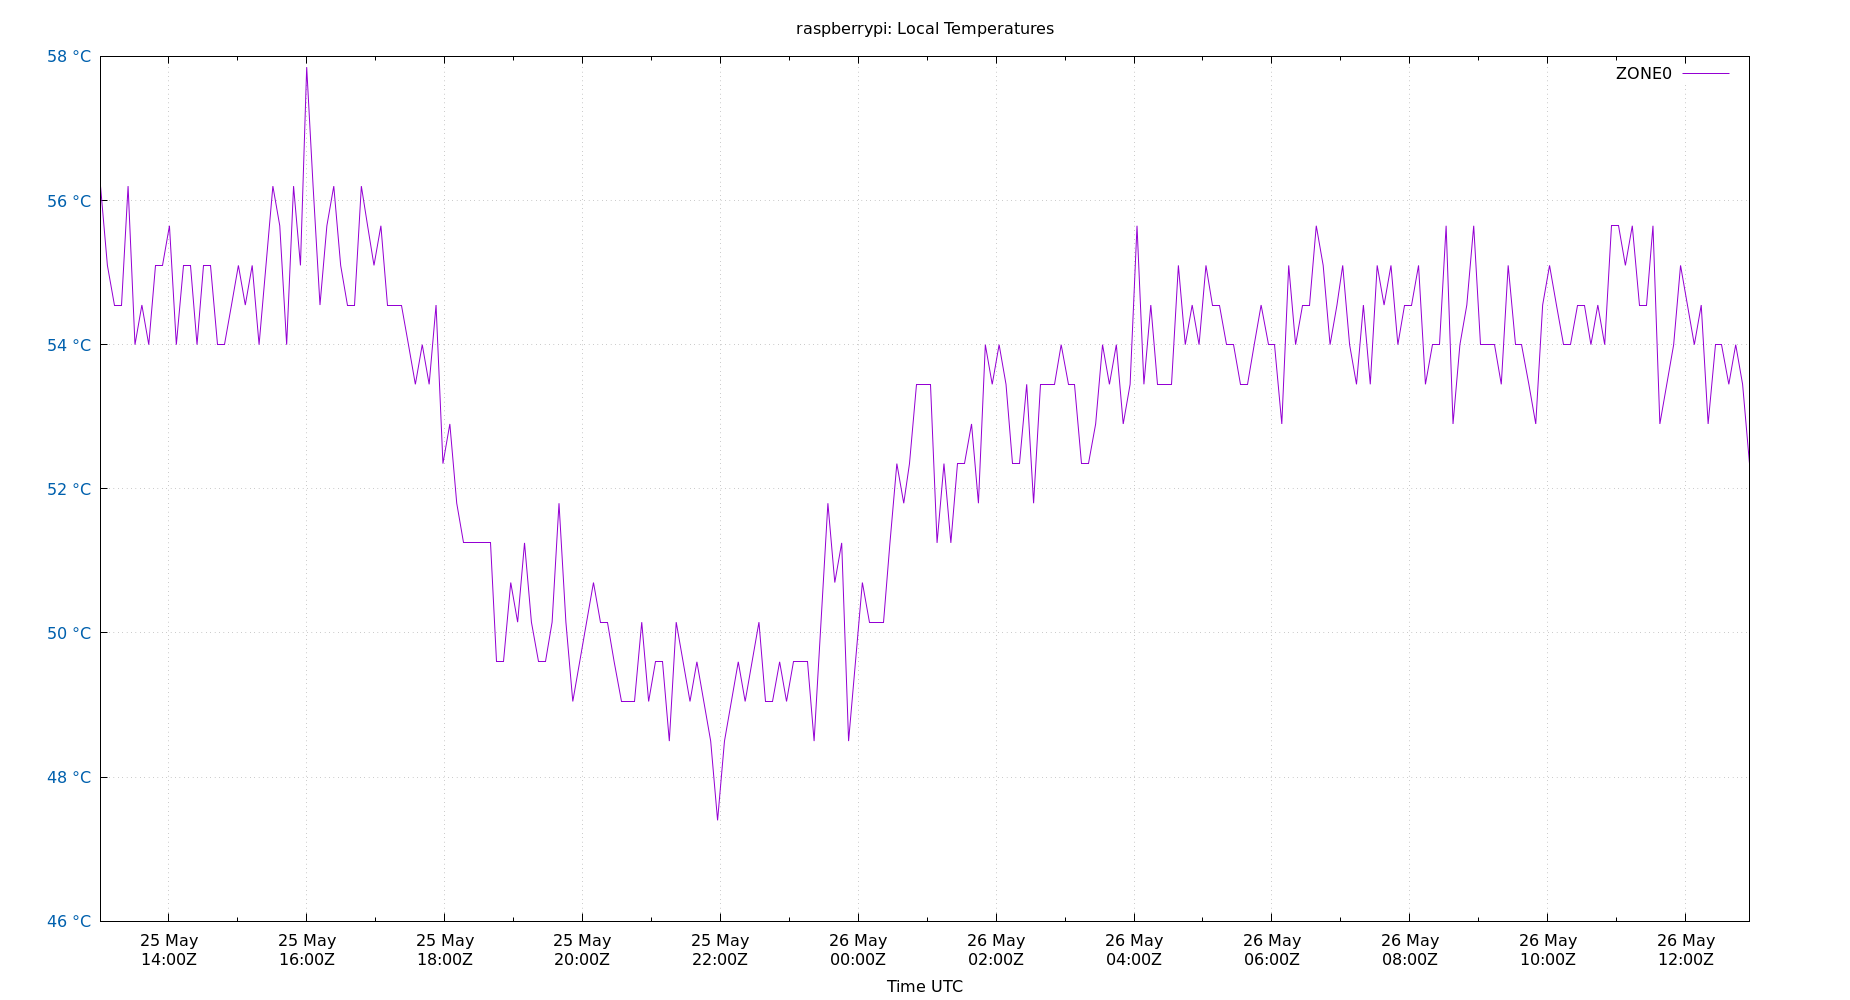 raspberrypi: Local Temperatures
ZONE0
58 °C
56 °C
54 °C
52 °C
50 °C
48 °C
46 °C
25 May 25 May 25 May 25 May 25 May 26 May 26 May 26 May 26 May 26 May 26 May 26 May
14:00Z 16:00Z 18:00Z 20:00Z 22:00Z 00:00Z 02:00Z 04:00Z 06:00Z 08:00Z 10:00Z 12:00Z
Time UTC